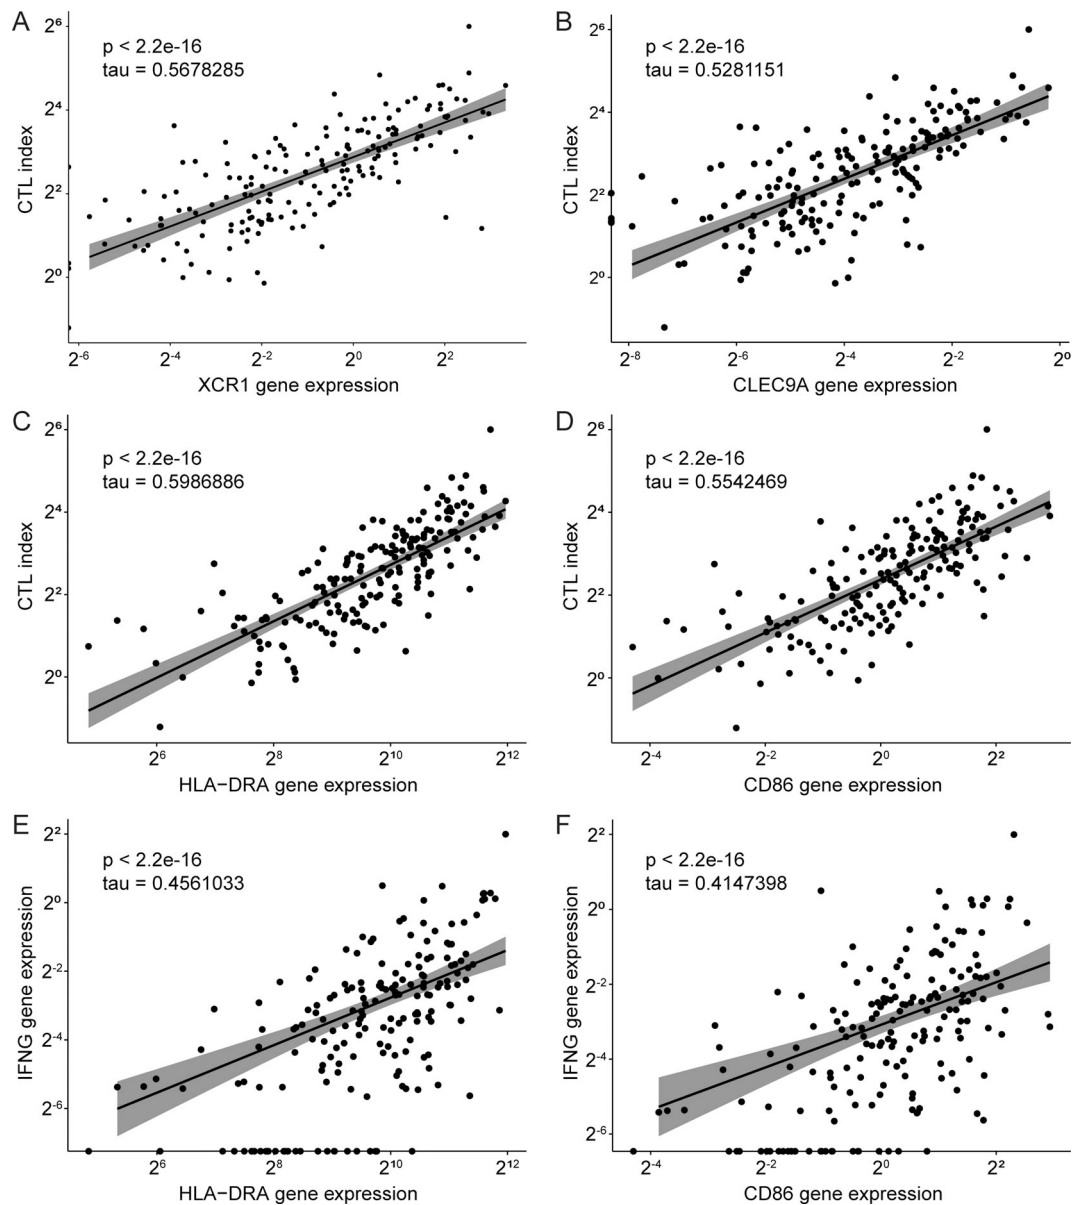 A
2⁶
p < 2.2e-16
tau = 0.5678285
2⁴
CTL index
2²
2⁰
2⁻⁶ 2⁻⁴ 2⁻² 2⁰ 2²
XCR1 gene expression
B
2⁶
p < 2.2e-16
tau = 0.5281151
2⁴
CTL index
2²
2⁰
2⁻⁸ 2⁻⁶ 2⁻⁴ 2⁻² 2⁰
CLEC9A gene expression
C
2⁶
p < 2.2e-16
tau = 0.5986886
2⁴
CTL index
2²
2⁰
2⁶ 2⁸ 2¹⁰ 2¹²
HLA−DRA gene expression
D
2⁶
p < 2.2e-16
tau = 0.5542469
2⁴
CTL index
2²
2⁰
2⁻⁴ 2⁻² 2⁰ 2²
CD86 gene expression
E
2²
p < 2.2e-16
tau = 0.4561033
2⁰
IFNG gene expression
2⁻²
2⁻⁴
2⁻⁶
2⁶ 2⁸ 2¹⁰ 2¹²
HLA−DRA gene expression
F
2²
p < 2.2e-16
tau = 0.4147398
2⁰
IFNG gene expression
2⁻²
2⁻⁴
2⁻⁶
2⁻⁴ 2⁻² 2⁰ 2²
CD86 gene expression